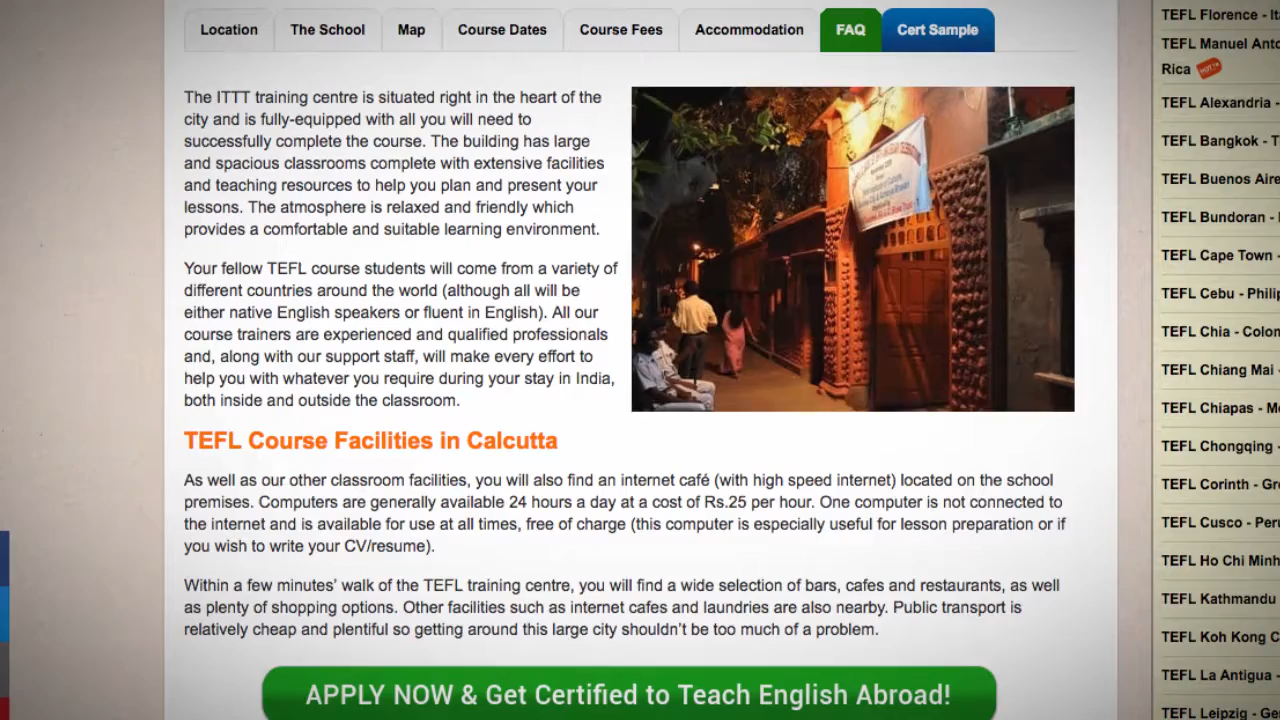 Location
The School
Map
Course Dates
Course Fees
Accommodation
FAQ
Cert Sample
The ITTT training centre is situated right in the heart of the
city and is fully-equipped with all you will need to
successfully complete the course. The building has large
and spacious classrooms complete with extensive facilities
and teaching resources to help you plan and present your
lessons. The atmosphere is relaxed and friendly which
provides a comfortable and suitable learning environment.
Your fellow TEFL course students will come from a variety of
different countries around the world (although all will be
either native English speakers or fluent in English). All our
course trainers are experienced and qualified professionals
and, along with our support staff, will make every effort to
help you with whatever you require during your stay in India,
both inside and outside the classroom.
TEFL Course Facilities in Calcutta
As well as our other classroom facilities, you will also find an internet café (with high speed internet) located on the school
premises. Computers are generally available 24 hours a day at a cost of Rs.25 per hour. One computer is not connected to
the internet and is available for use at all times, free of charge (this computer is especially useful for lesson preparation or if
you wish to write your CV/resume).
Within a few minutes’ walk of the TEFL training centre, you will find a wide selection of bars, cafes and restaurants, as well
as plenty of shopping options. Other facilities such as internet cafes and laundries are also nearby. Public transport is
relatively cheap and plentiful so getting around this large city shouldn’t be too much of a problem.
APPLY NOW & Get Certified to Teach English Abroad!
TEFL Florence - Ita
TEFL Manuel Anto
Rica
TEFL Alexandria -
TEFL Bangkok - T
TEFL Buenos Aire
TEFL Bundoran -
TEFL Cape Town -
TEFL Cebu - Philip
TEFL Chia - Colom
TEFL Chiang Mai -
TEFL Chiapas - Me
TEFL Chongqing -
TEFL Corinth - Gre
TEFL Cusco - Peru
TEFL Ho Chi Minh
TEFL Kathmandu
TEFL Koh Kong C
TEFL La Antigua -
TEFL Leipzig - Ge